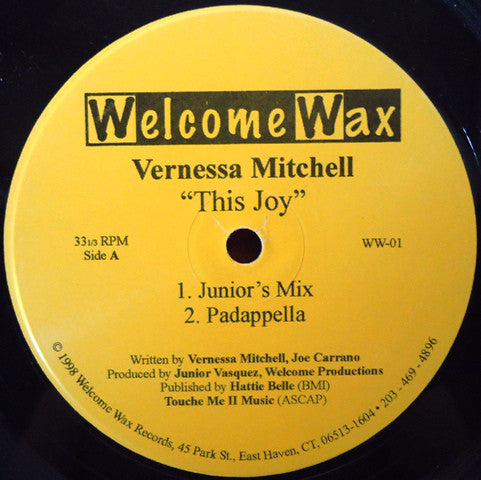 Welcome Wax
Vernessa Mitchell
“This Joy”
33 1/3 RPM
Side A
WW-01
1. Junior’s Mix
2. Padappella
Written by Vernessa Mitchell, Joe Carrano
Produced by Junior Vasquez, Welcome Productions
Published by Hattie Belle (BMI)
Touche Me II Music (ASCAP)
© 1998 Welcome Wax Records, 45 Park St., East Haven, CT, 06513-1604 • 203 - 469 - 4896